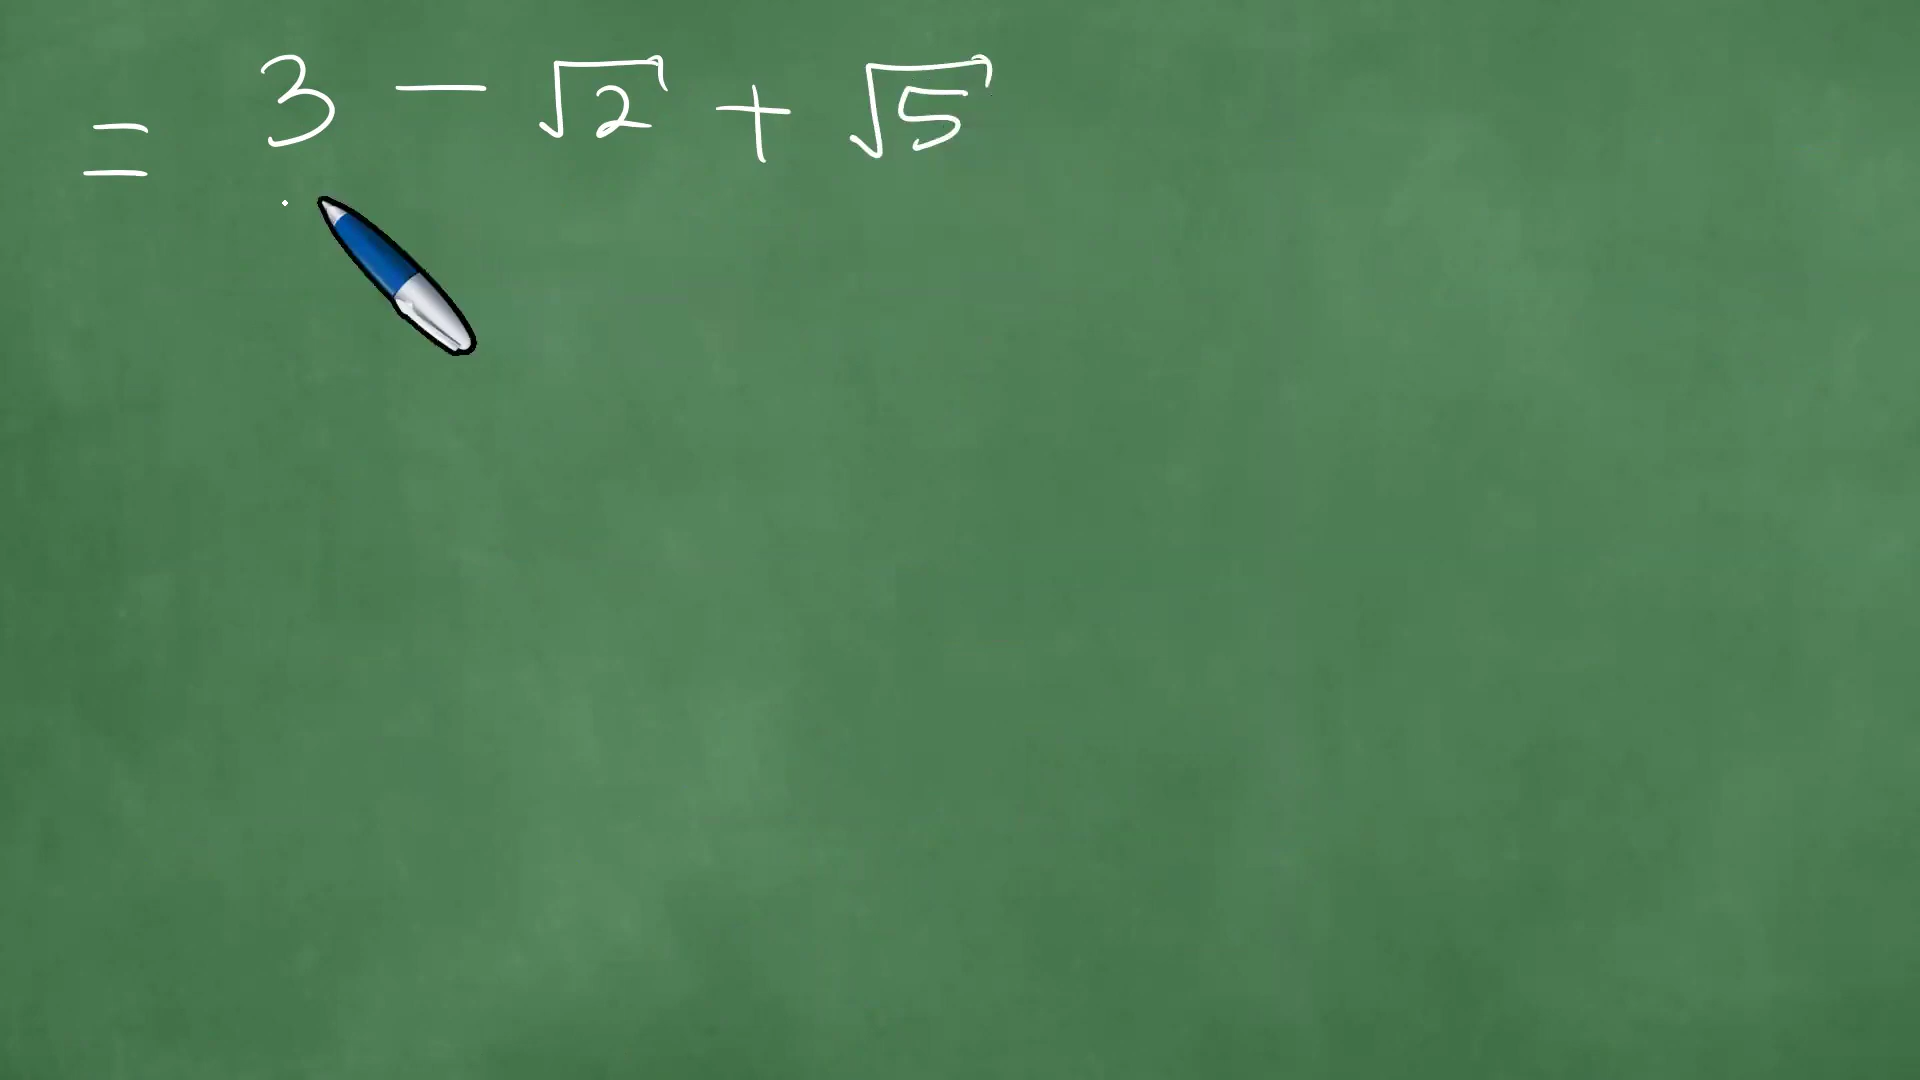 = 3 - √2 + √5